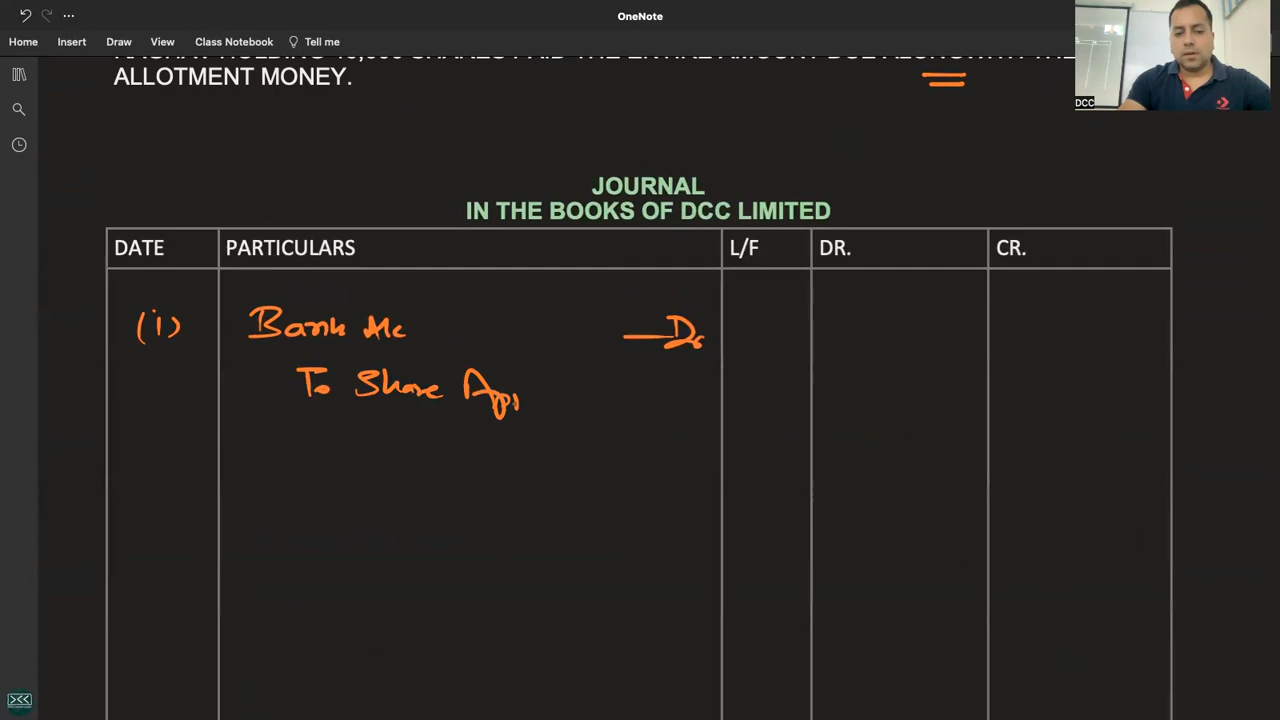 OneNote
Home Insert Draw View Class Notebook Tell me
ALLOTMENT MONEY.
DCC
JOURNAL
IN THE BOOKS OF DCC LIMITED
DATE PARTICULARS L/F DR. CR.
(i) Bank A/c — Dr
To Share App